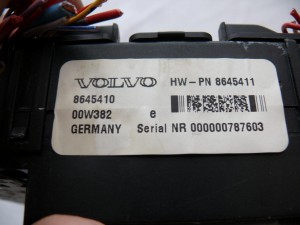 VOLVO HW-PN 8645411
8645410
00W382 e
GERMANY Serial NR 000000787603